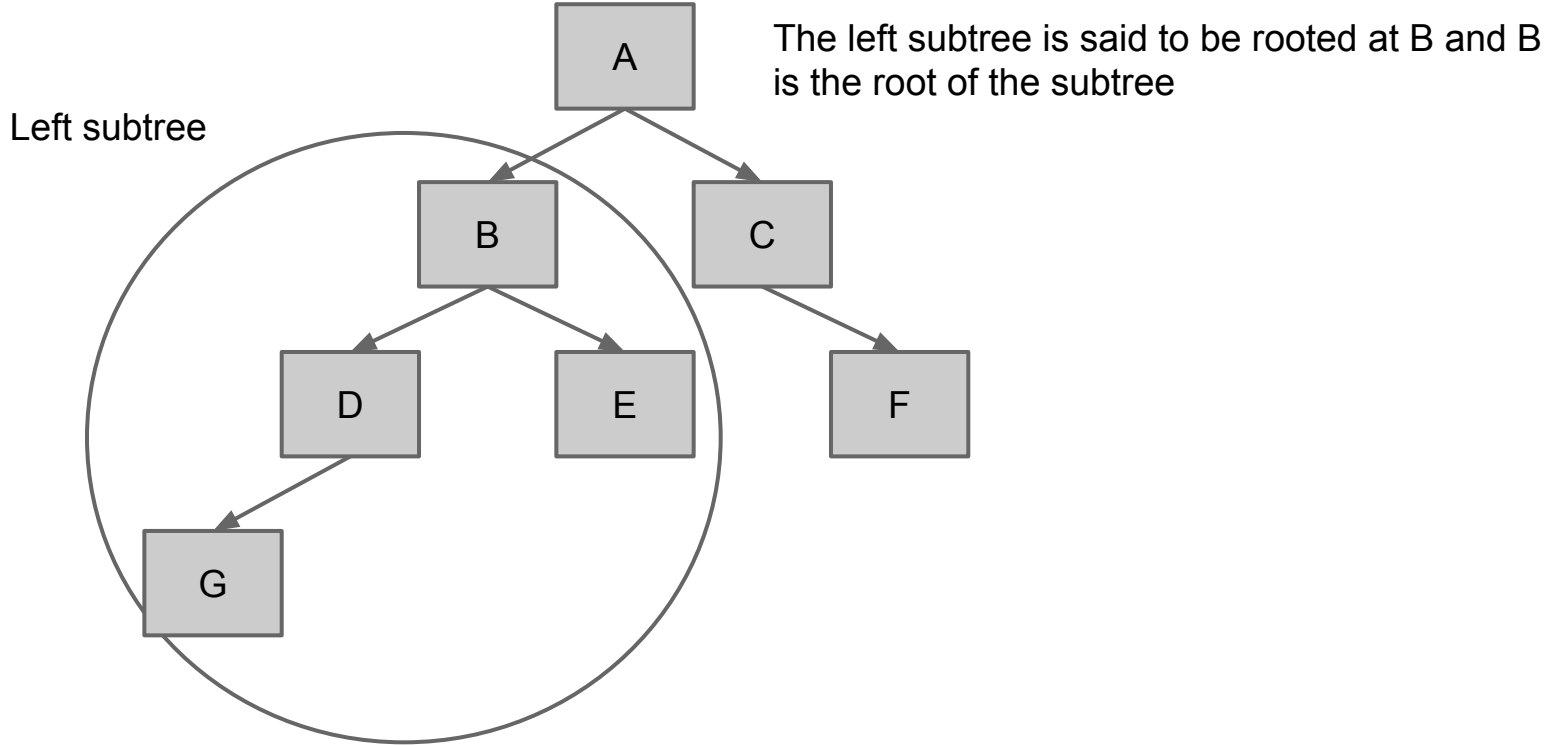 A
The left subtree is said to be rooted at B and B
is the root of the subtree
Left subtree
B
C
D
E
F
G